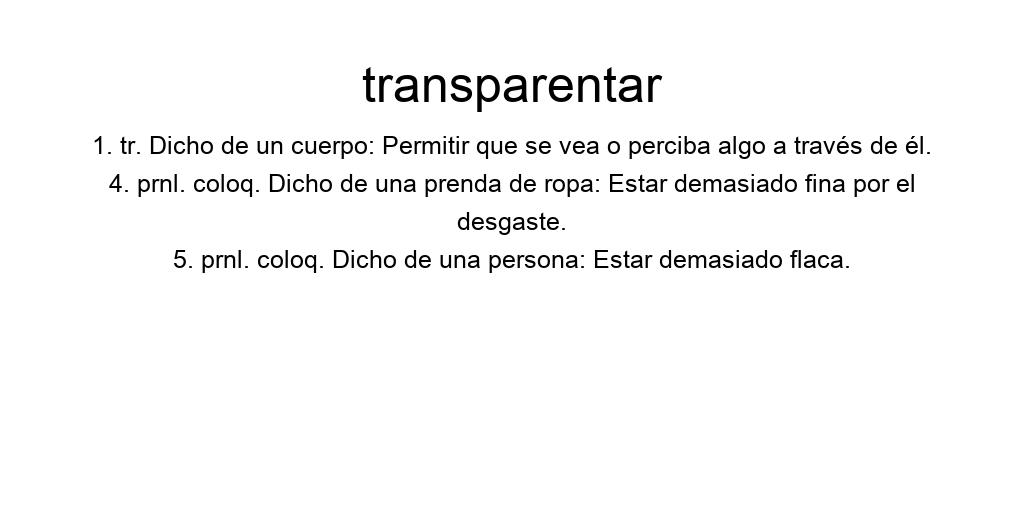 transparentar
1. tr. Dicho de un cuerpo: Permitir que se vea o perciba algo a través de él.
4. prnl. coloq. Dicho de una prenda de ropa: Estar demasiado fina por el
desgaste.
5. prnl. coloq. Dicho de una persona: Estar demasiado flaca.